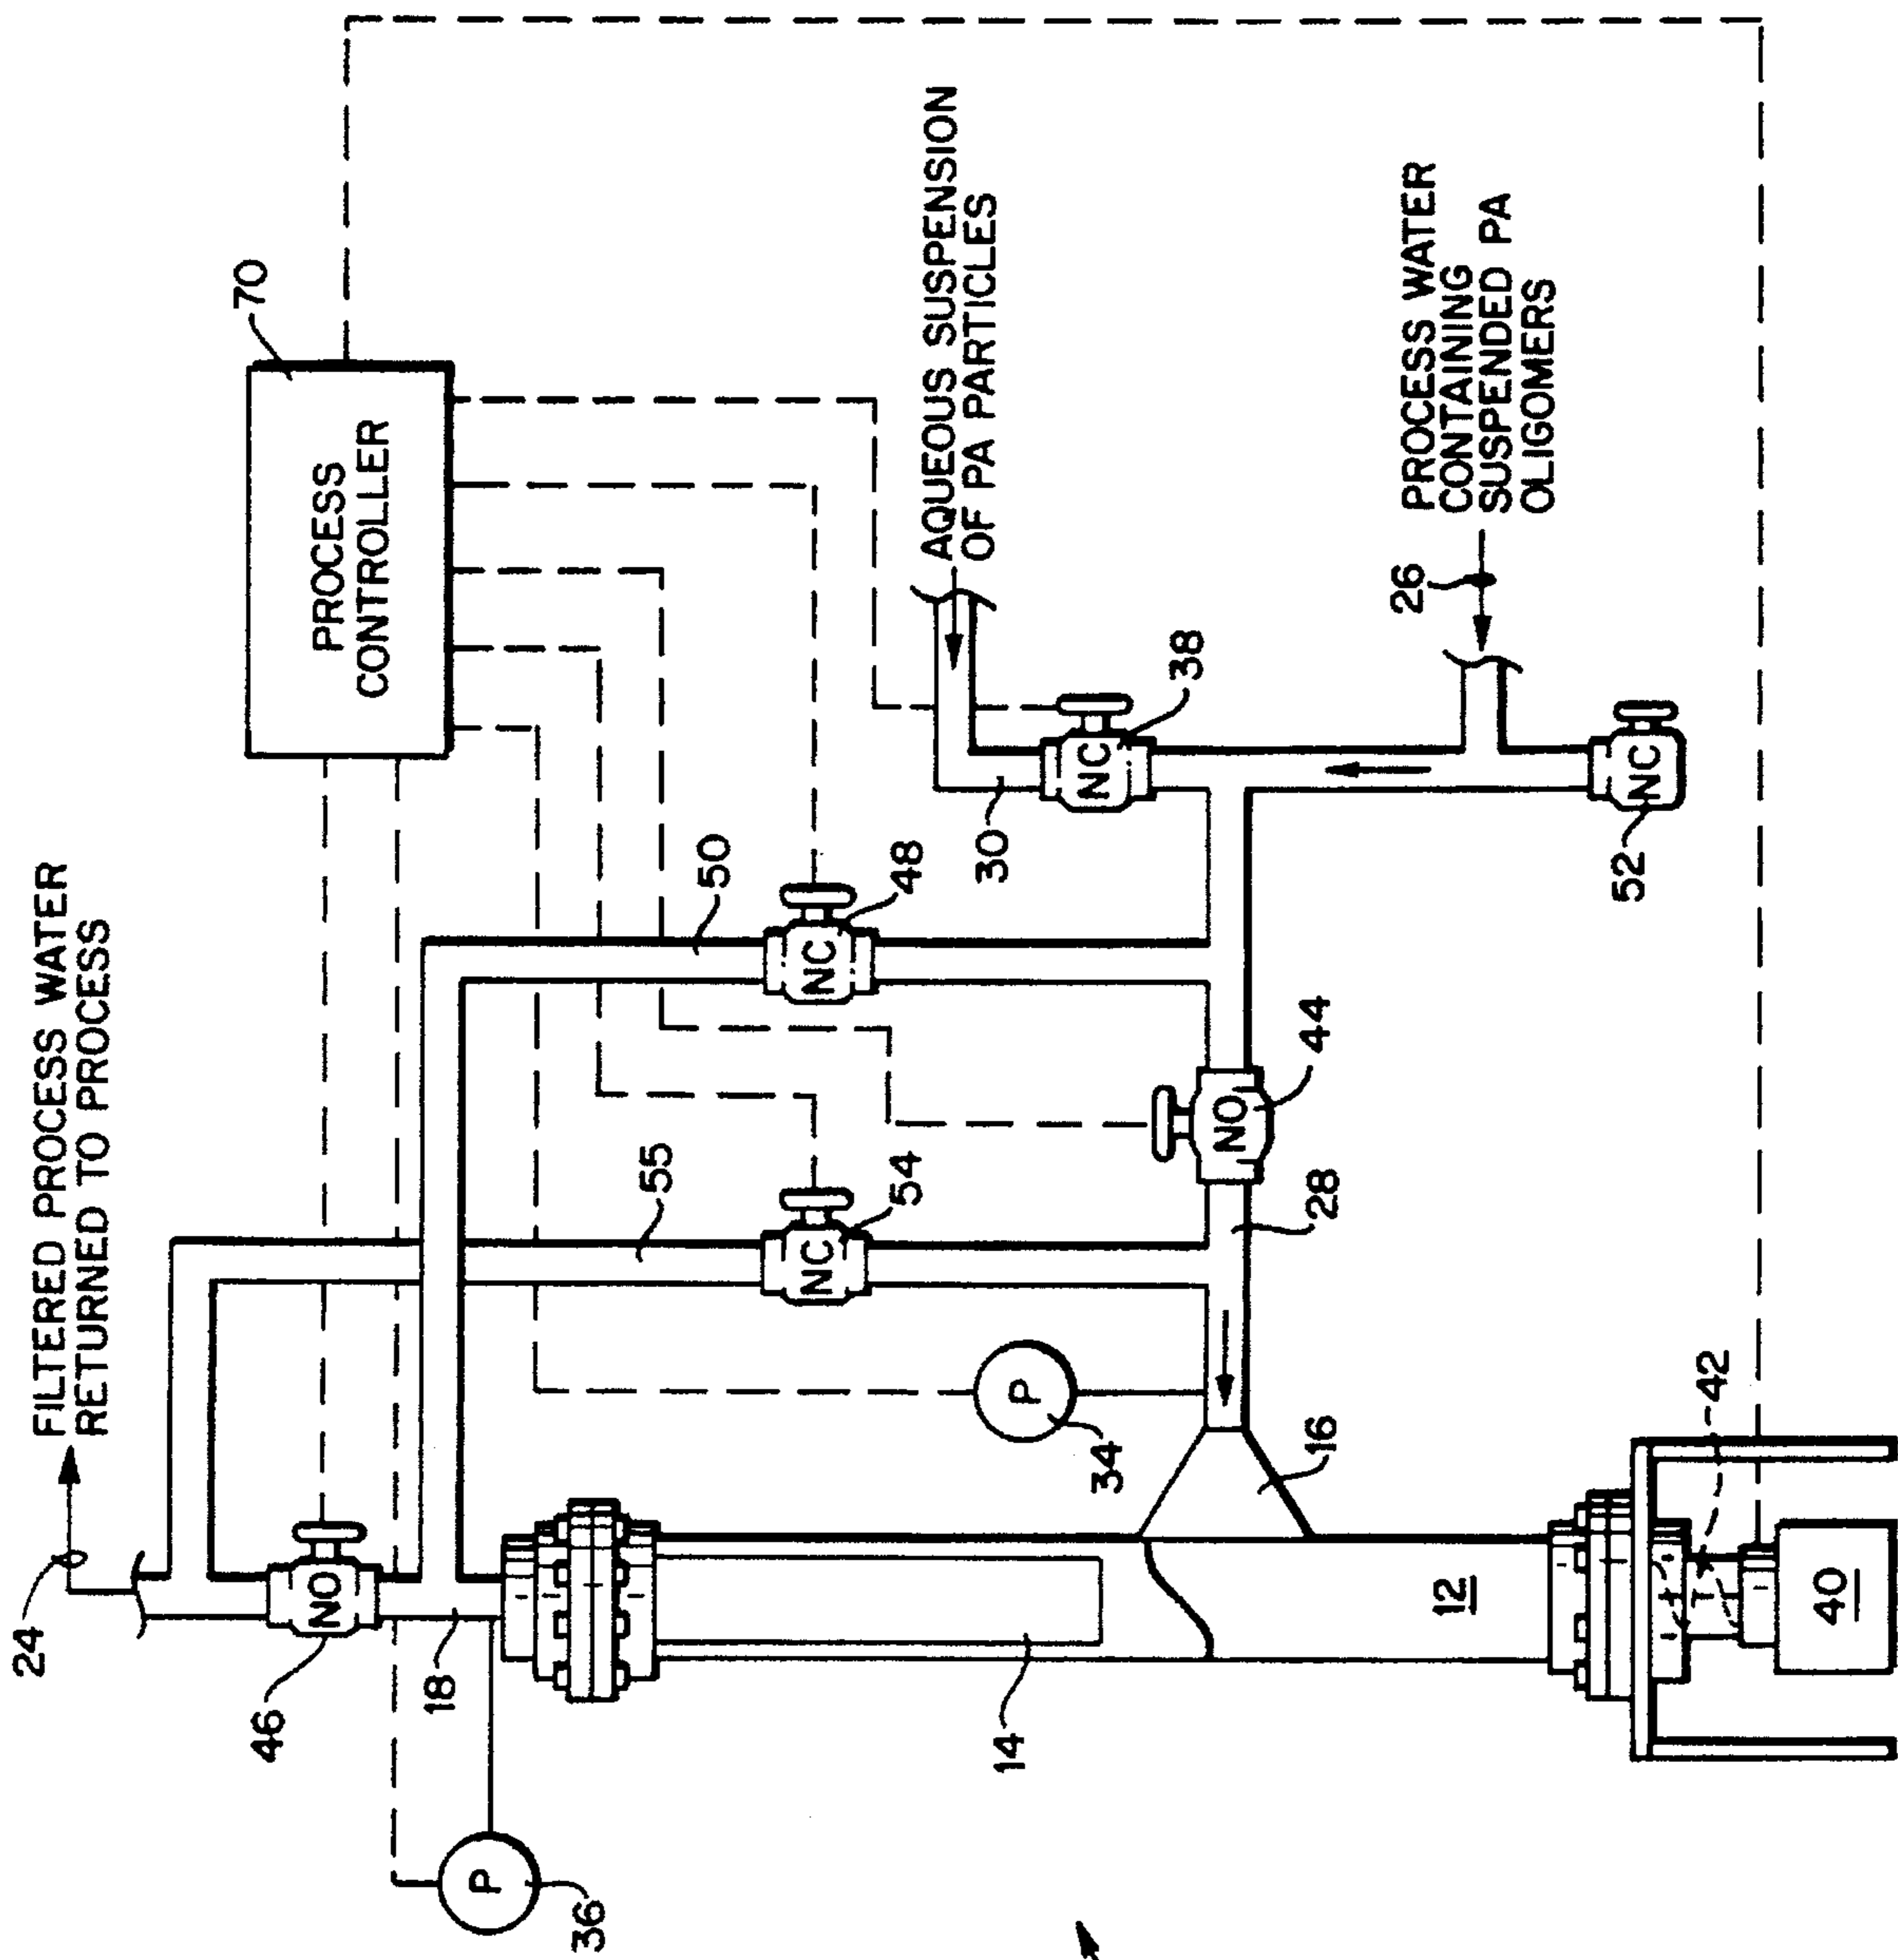 FILTERED PROCESS WATER
RETURNED TO PROCESS
24
46
NO
18
P
36
14
12
40
42
16
P
34
28
NO
44
NC
54
55
NC
48
50
PROCESS
CONTROLLER
70
AQUEOUS SUSPENSION
OF PA PARTICLES
30
NC
38
PROCESS WATER
CONTAINING
SUSPENDED PA
OLIGOMERS
26
NC
52